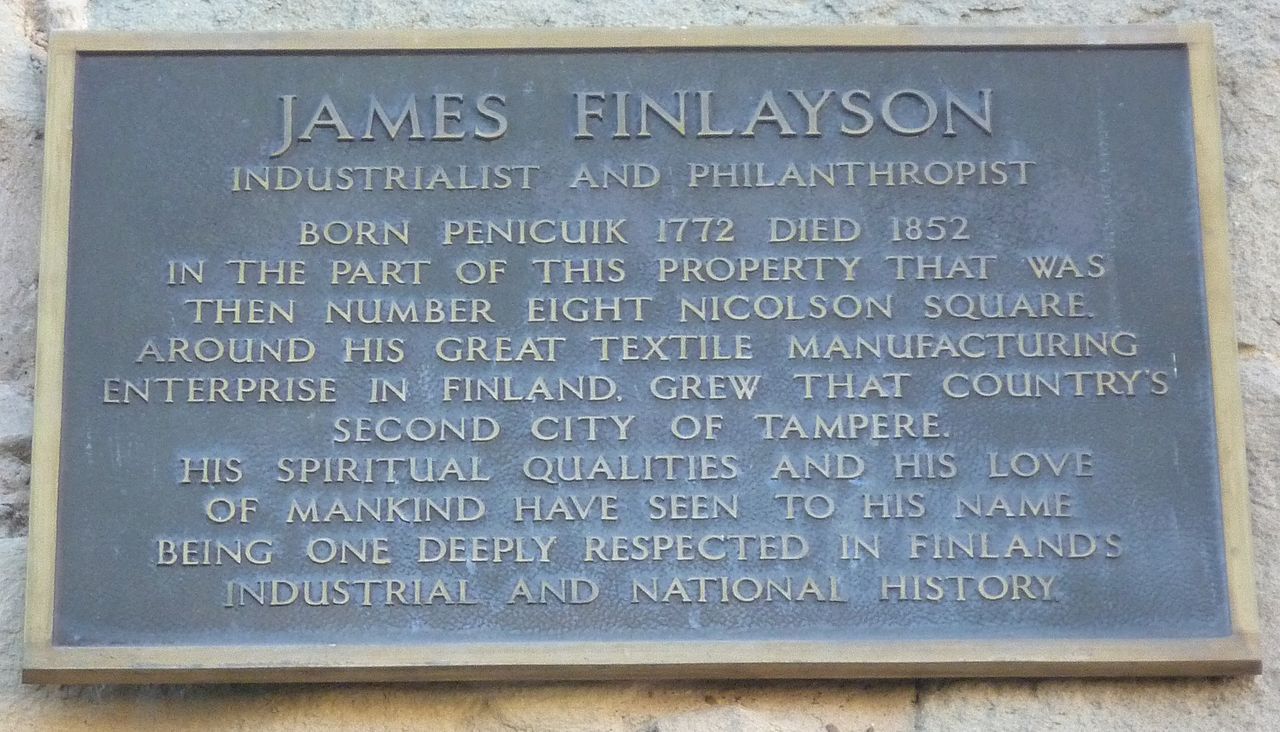 JAMES FINLAYSON
INDUSTRIALIST AND PHILANTHROPIST
BORN PENICUIK 1772 DIED 1852
IN THE PART OF THIS PROPERTY THAT WAS
THEN NUMBER EIGHT NICOLSON SQUARE.
AROUND HIS GREAT TEXTILE MANUFACTURING
ENTERPRISE IN FINLAND, GREW THAT COUNTRY'S
SECOND CITY OF TAMPERE.
HIS SPIRITUAL QUALITIES AND HIS LOVE
OF MANKIND HAVE SEEN TO HIS NAME
BEING ONE DEEPLY RESPECTED IN FINLAND'S
INDUSTRIAL AND NATIONAL HISTORY.